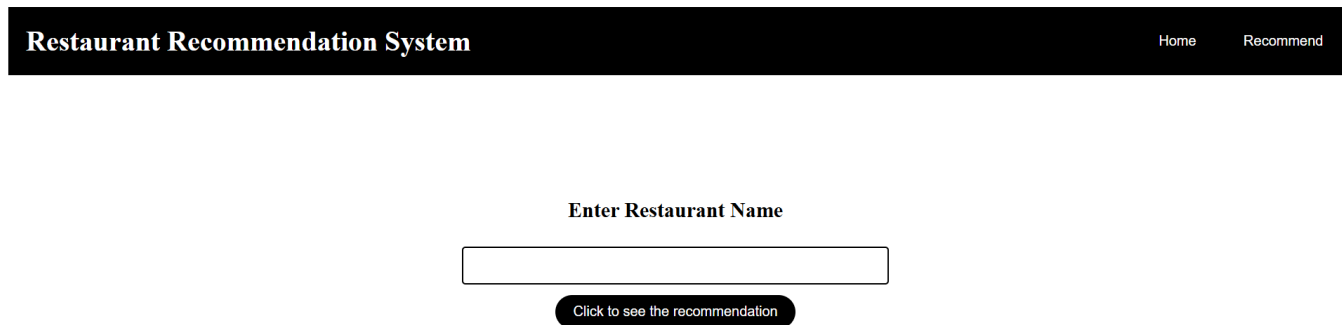 Restaurant Recommendation System
Home
Recommend
Enter Restaurant Name
Click to see the recommendation